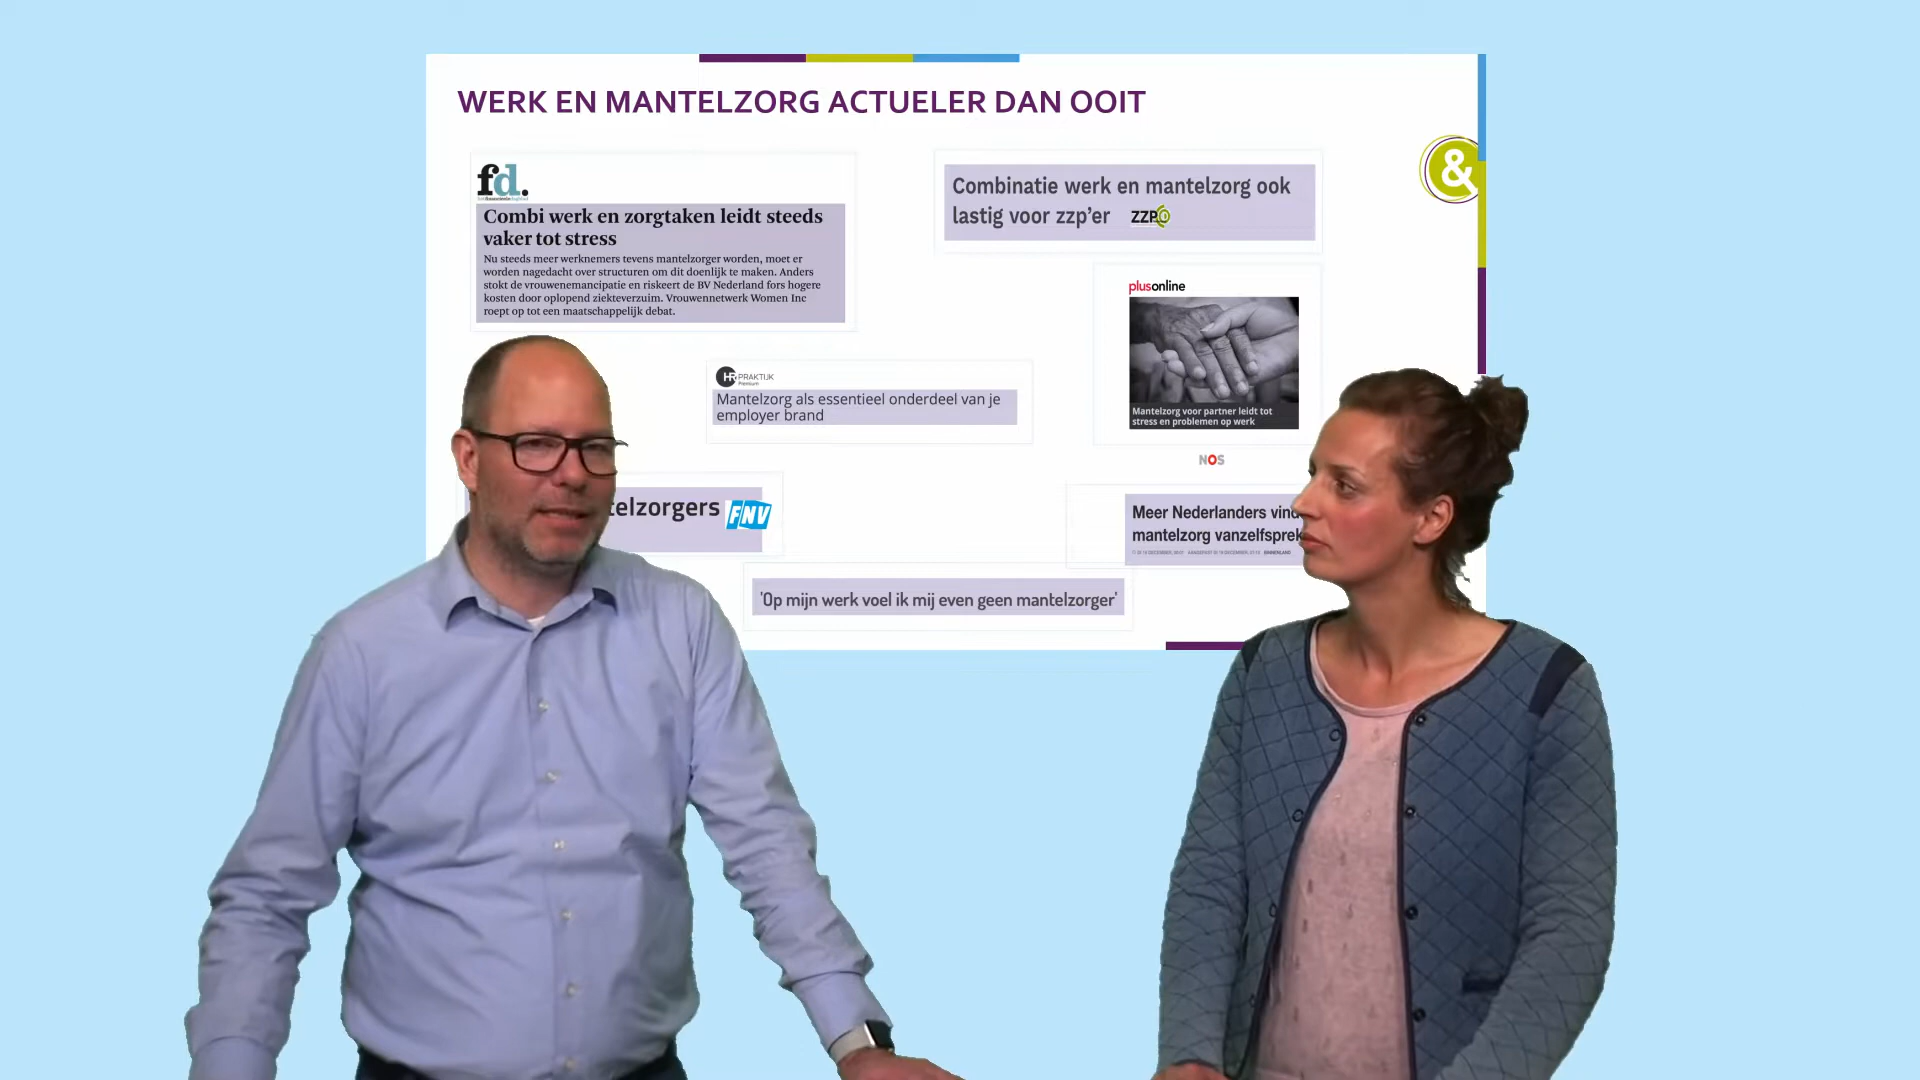 WERK EN MANTELZORG ACTUELER DAN OOIT
fd.
Combi werk en zorgtaken leidt steeds
vaker tot stress
Nu steeds meer werknemers tevens mantelzorger worden, moet er
worden nagedacht over structuren om dit doenlijk te maken. Anders
stokt de vrouwenemancipatie en riskeert de BV Nederland fors hogere
kosten door oplopend ziekteverzuim. Vrouwennetwerk Women Inc
roept op tot een maatschappelijk debat.
Combinatie werk en mantelzorg ook
lastig voor zzp'er ZZP
&
plusonline
Mantelzorg voor partner leidt tot
stress en problemen op werk
HR PRAKTIJK
Premium
Mantelzorg als essentieel onderdeel van je
employer brand
NOS
telzorgers FNV
Meer Nederlanders vind
mantelzorg vanzelfsprek
'Op mijn werk voel ik mij even geen mantelzorger'